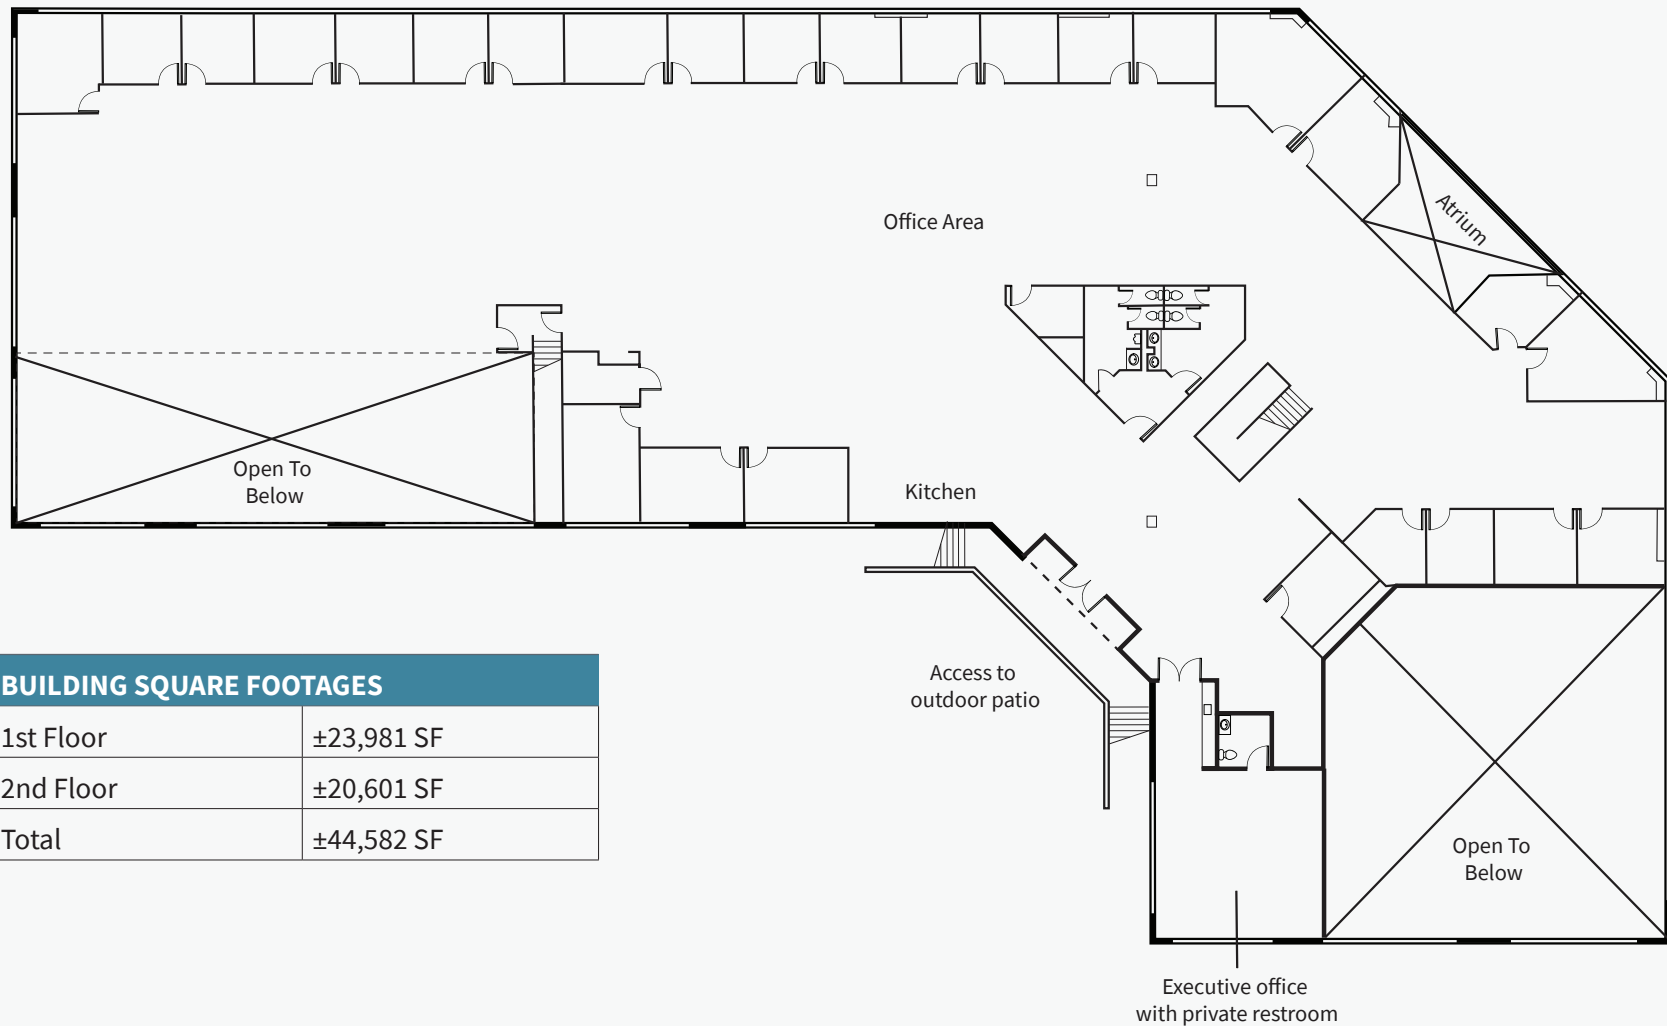 Office Area
Atrium
Open To
Below
Kitchen
Access to
outdoor patio
BUILDING SQUARE FOOTAGES
1st Floor ±23,981 SF
2nd Floor ±20,601 SF
Total ±44,582 SF
Open To
Below
Executive office
with private restroom